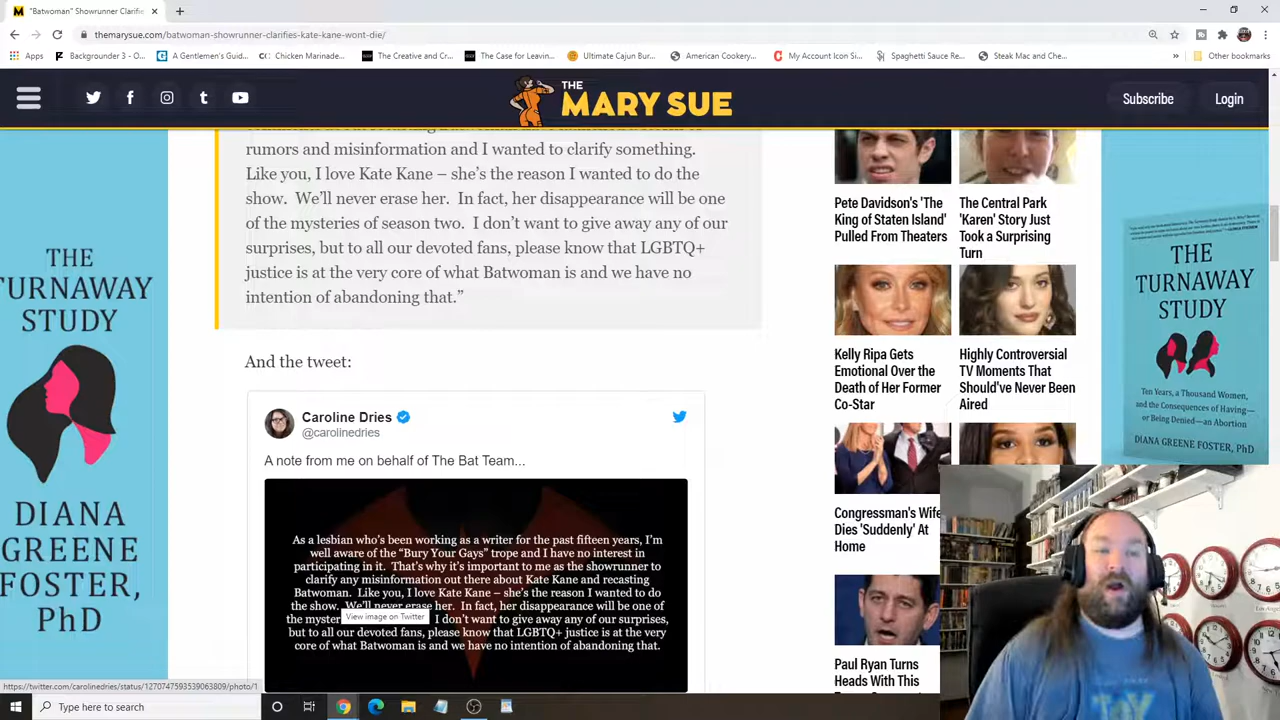 "Batwoman" Showrunner Clarifie
themarysue.com/batwoman-showrunner-clarifies-kate-kane-wont-die/
Apps
Backgrounder 3 - O...
A Gentlemen's Guid...
Chicken Marinade...
The Creative and Cr...
The Case for Leavin...
Ultimate Cajun Bur...
American Cookery...
My Account Icon Si...
Spaghetti Sauce Re...
Steak Mac and Che...
Other bookmarks
THE
MARY SUE
Subscribe
Login
rumors and misinformation and I wanted to clarify something.
Like you, I love Kate Kane – she's the reason I wanted to do the
show. We'll never erase her. In fact, her disappearance will be one
of the mysteries of season two. I don't want to give away any of our
surprises, but to all our devoted fans, please know that LGBTQ+
justice is at the very core of what Batwoman is and we have no
intention of abandoning that."
And the tweet:
Caroline Dries
@carolinedries
A note from me on behalf of The Bat Team...
As a lesbian who's been working as a writer for the past fifteen years, I'm
well aware of the "Bury Your Gays" trope and I have no interest in
participating in it. That's why it's important to me as the showrunner to
clarify any misinformation out there about Kate Kane and recasting
Batwoman. Like you, I love Kate Kane – she's the reason I wanted to do
the show. We'll never erase her. In fact, her disappearance will be one of
the myster
View image on Twitter
I don't want to give away any of our surprises,
but to all our devoted fans, please know that LGBTQ+ justice is at the very
core of what Batwoman is and we have no intention of abandoning that.
Pete Davidson's 'The
King of Staten Island'
Pulled From Theaters
The Central Park
'Karen' Story Just
Took a Surprising
Turn
Kelly Ripa Gets
Emotional Over the
Death of Her Former
Co-Star
Highly Controversial
TV Moments That
Should've Never Been
Aired
Congressman's Wife
Dies 'Suddenly' At
Home
Paul Ryan Turns
Heads With This
THE
TURNAWAY
STUDY
DIANA
GREENE
FOSTER,
PhD
THE
TURNAWAY
STUDY
Ten Years, a Thousand Women,
and the Consequences of Having—
or Being Denied—an Abortion
DIANA GREENE FOSTER, PhD
https://twitter.com/carolinedries/status/1270747593539063809/photo/1
Type here to search